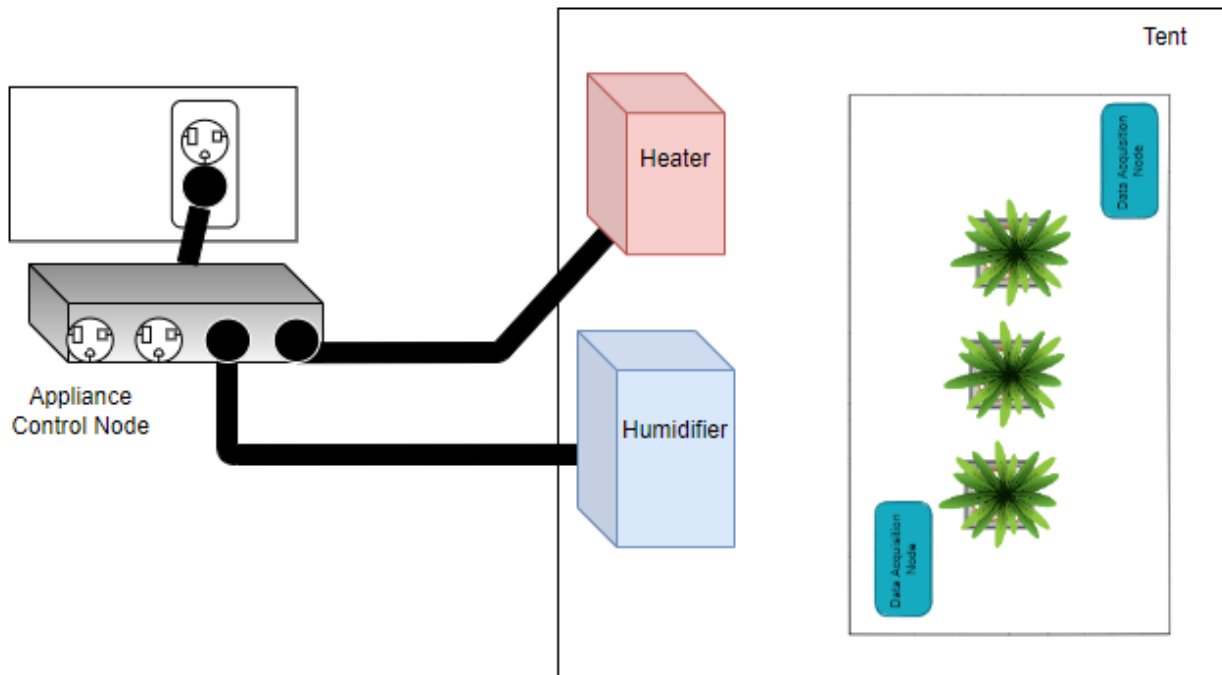 Tent
Heater
Data Acquisition
Node
Appliance
Control Node
Humidifier
Data Acquisition
Node